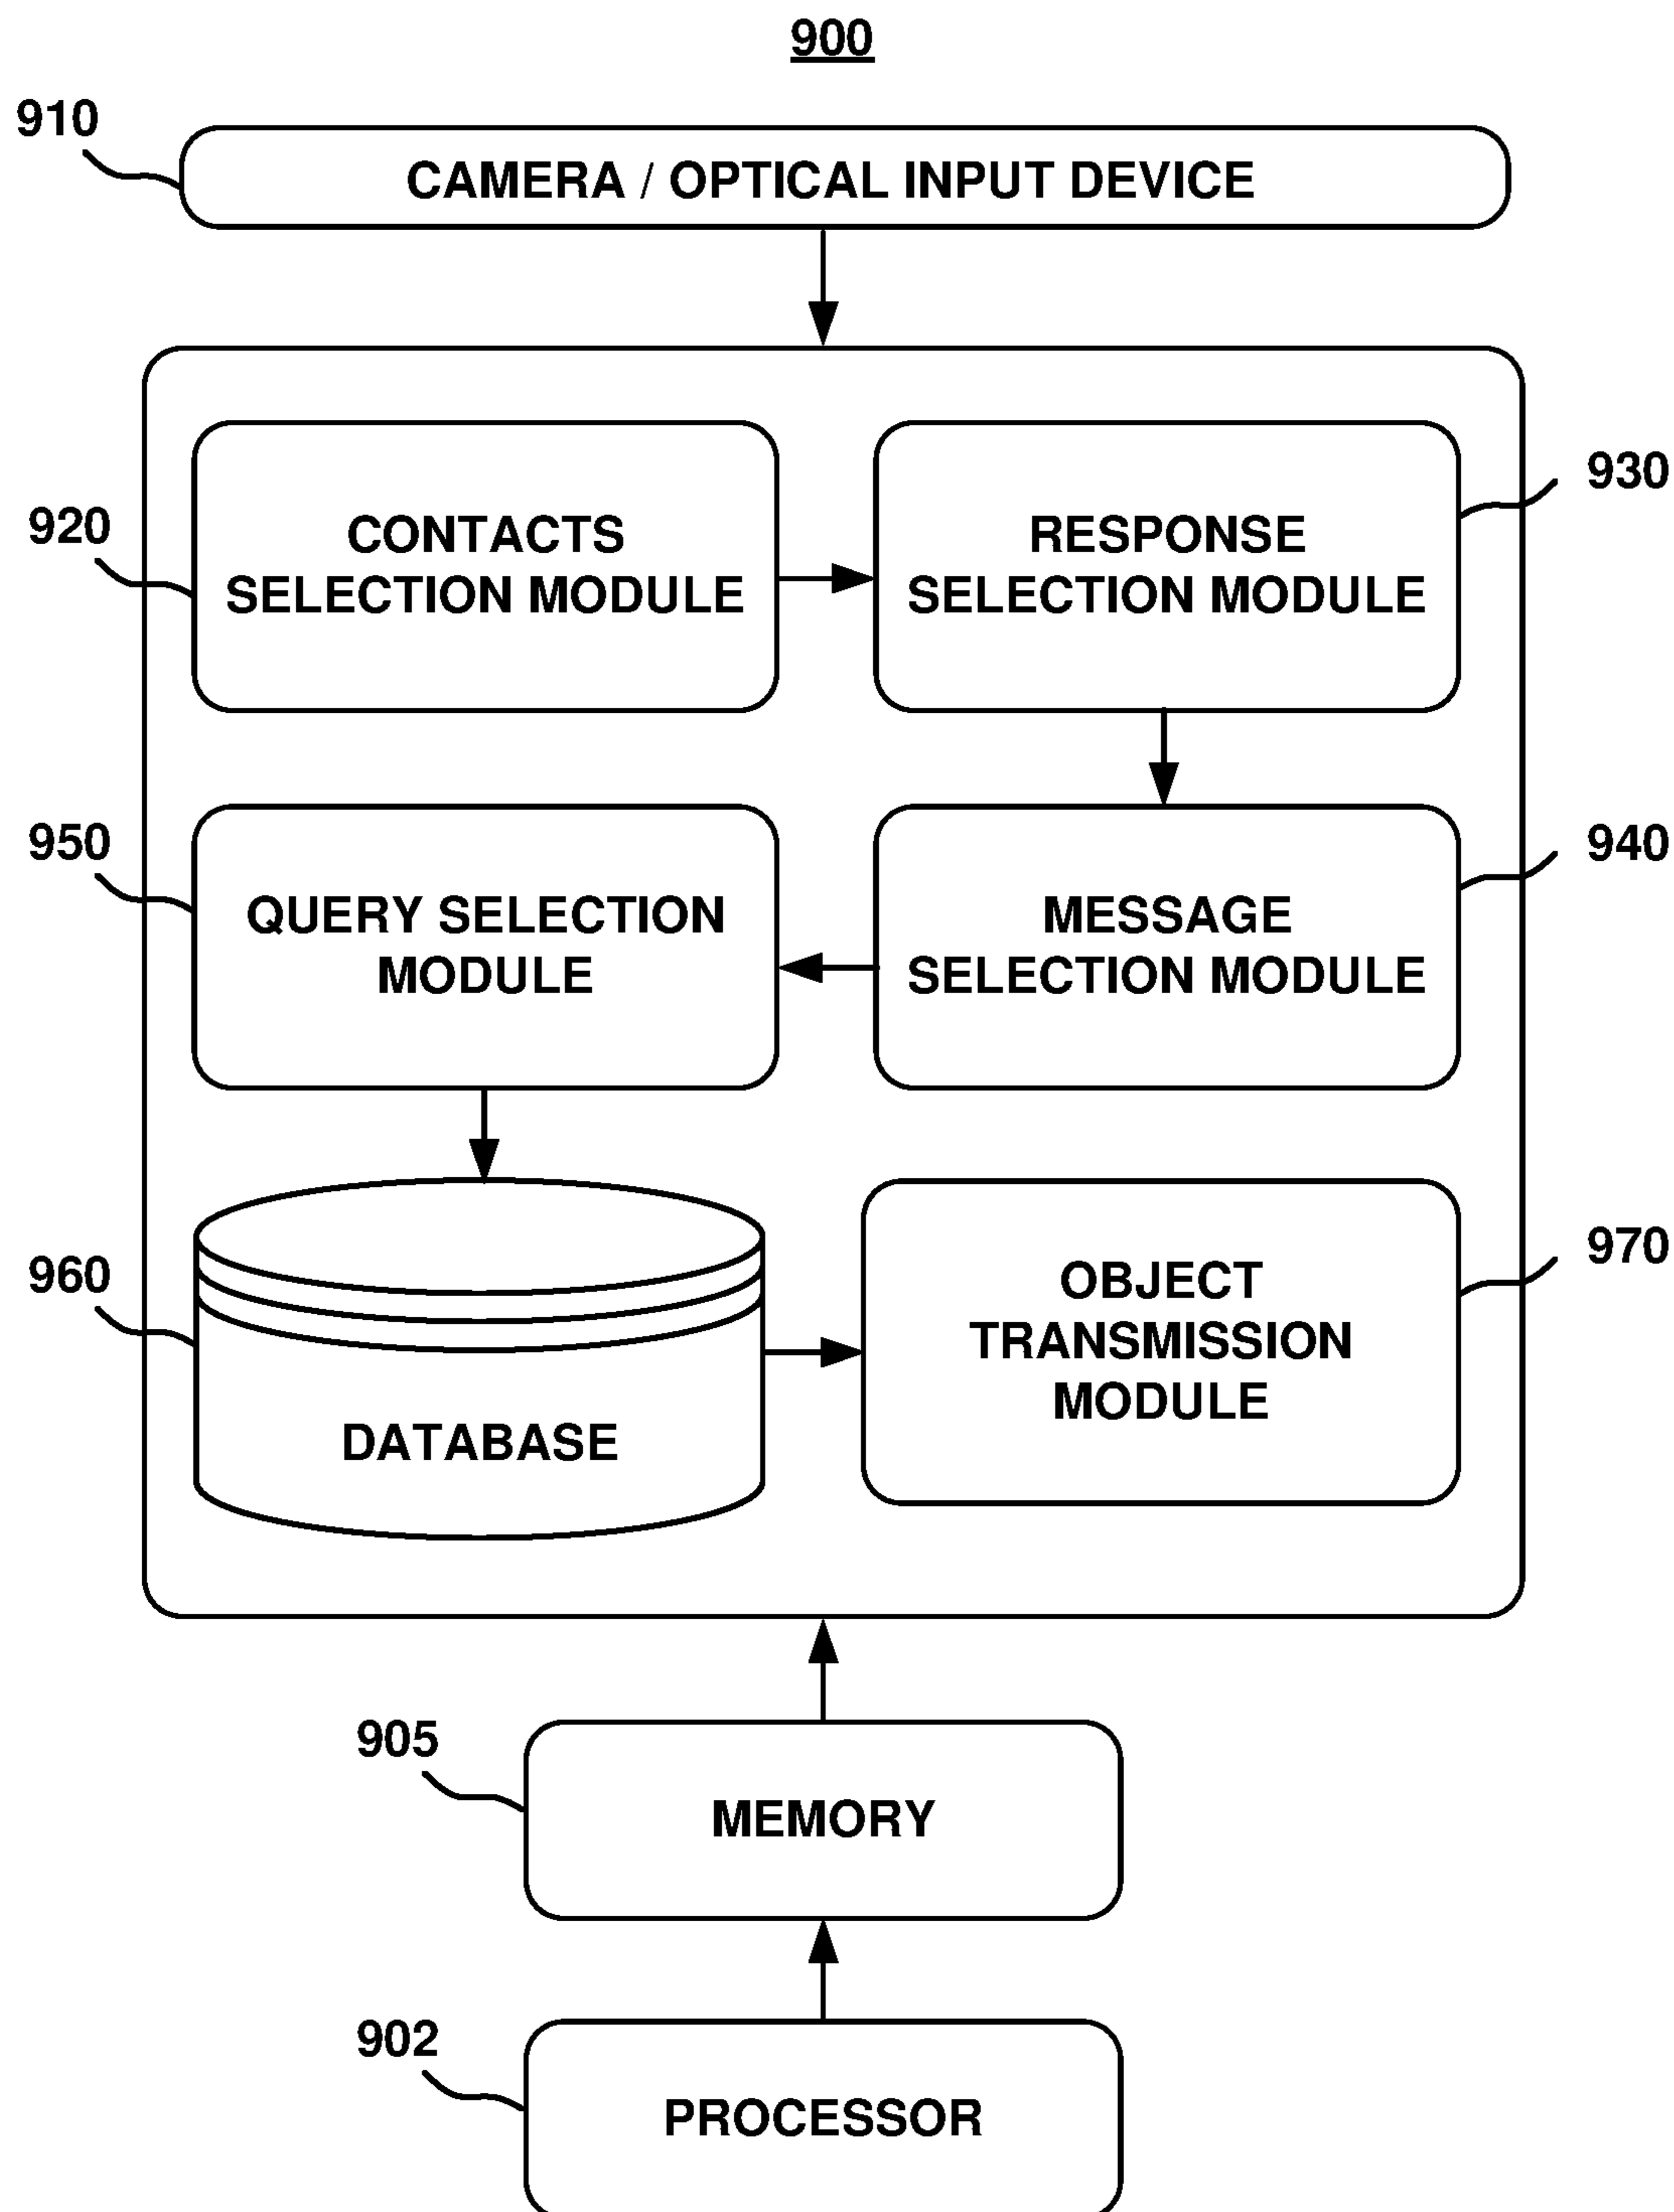 900
910
CAMERA / OPTICAL INPUT DEVICE
920
CONTACTS
SELECTION MODULE
930
RESPONSE
SELECTION MODULE
950
QUERY SELECTION
MODULE
940
MESSAGE
SELECTION MODULE
960
DATABASE
970
OBJECT
TRANSMISSION
MODULE
905
MEMORY
902
PROCESSOR